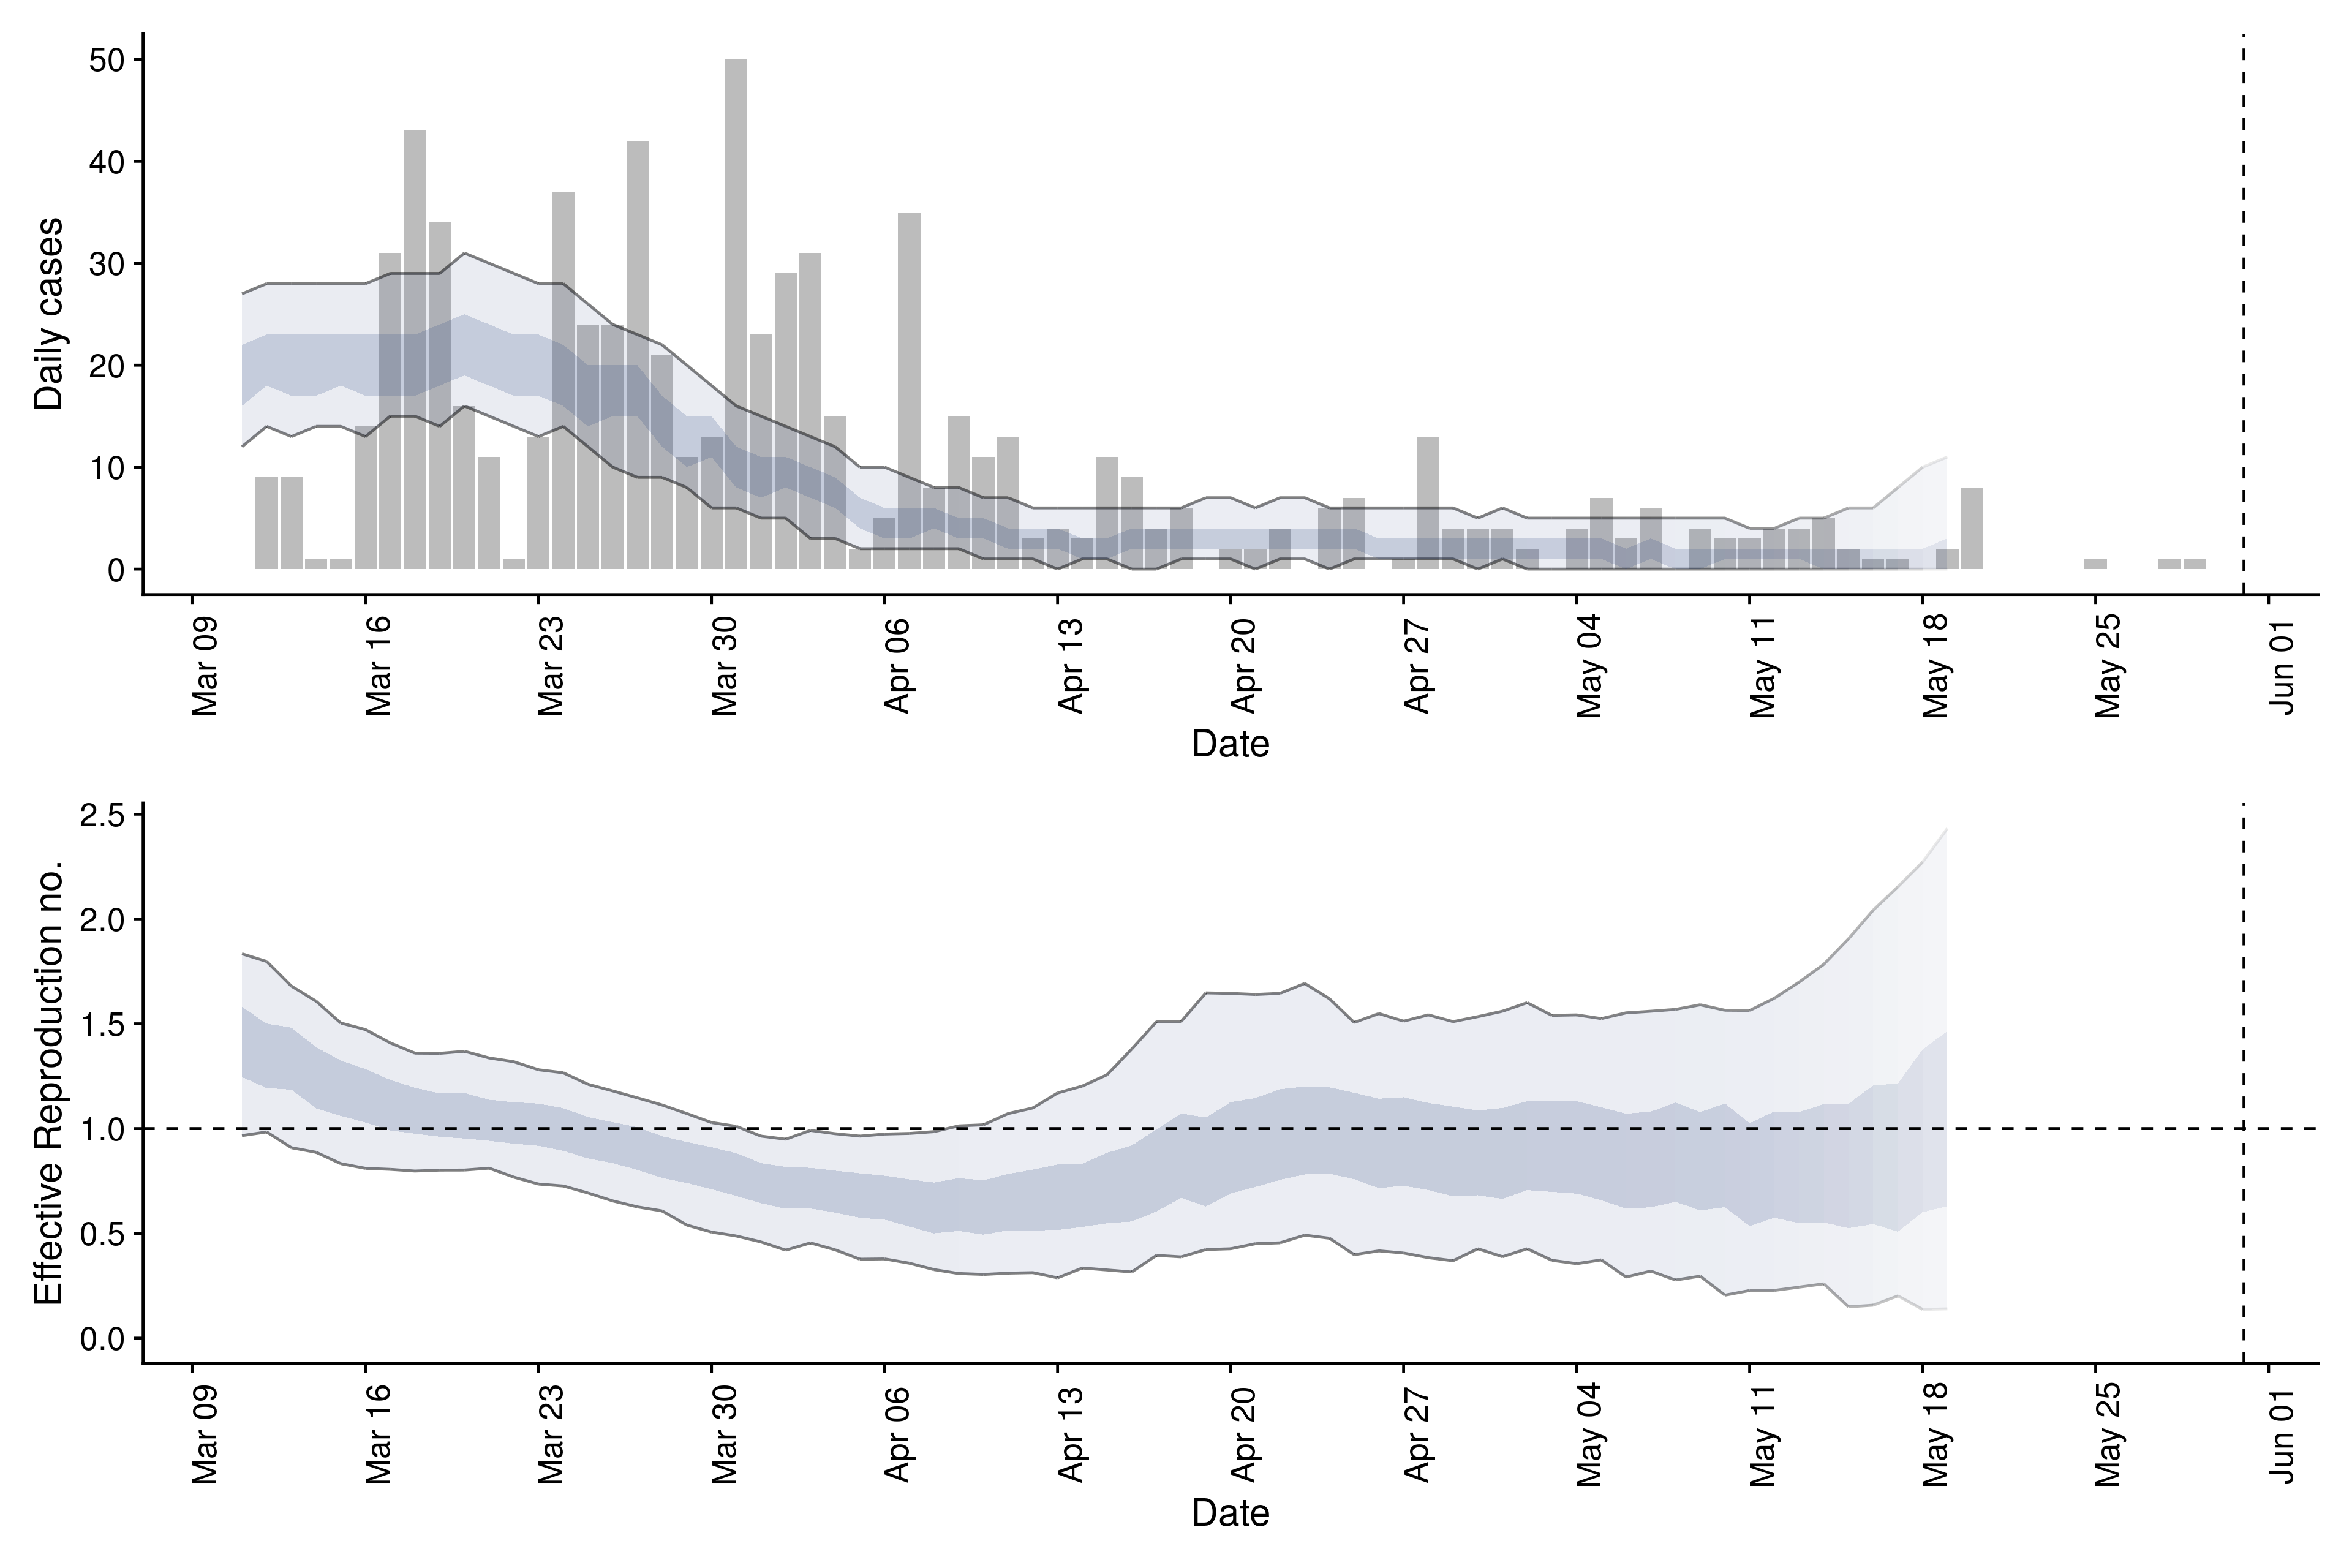 Daily cases
50
40
30
20
10
0
Mar 09
Mar 16
Mar 23
Mar 30
Apr 06
Apr 13
Apr 20
Apr 27
May 04
May 11
May 18
May 25
Jun 01
Date
Effective Reproduction no.
2.5
2.0
1.5
1.0
0.5
0.0
Mar 09
Mar 16
Mar 23
Mar 30
Apr 06
Apr 13
Apr 20
Apr 27
May 04
May 11
May 18
May 25
Jun 01
Date